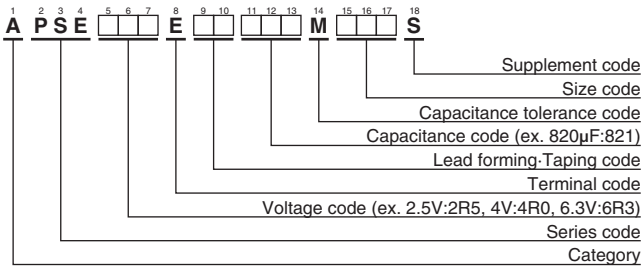 1 2 3 4 5 6 7 8 9 10 11 12 13 14 15 16 17 18
A P S E E M S
Supplement code
Size code
Capacitance tolerance code
Capacitance code (ex. 820µF:821)
Lead forming·Taping code
Terminal code
Voltage code (ex. 2.5V:2R5, 4V:4R0, 6.3V:6R3)
Series code
Category